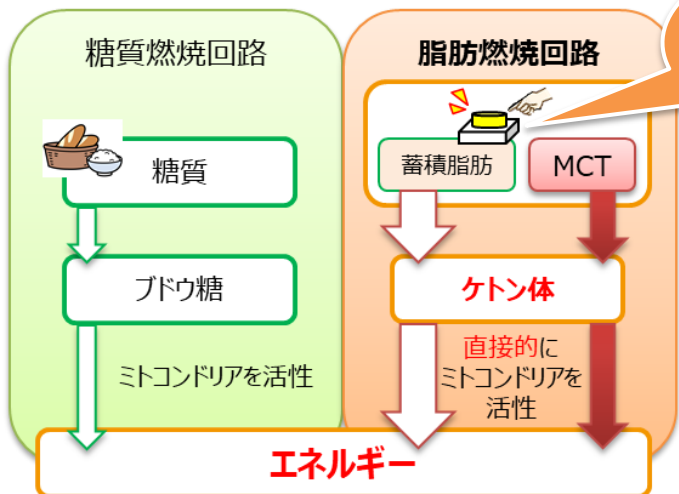 糖質燃焼回路
糖質
ブドウ糖
ミトコンドリアを活性
脂肪燃焼回路
蓄積脂肪
MCT
ケトン体
直接的に
ミトコンドリアを
活性
エネルギー